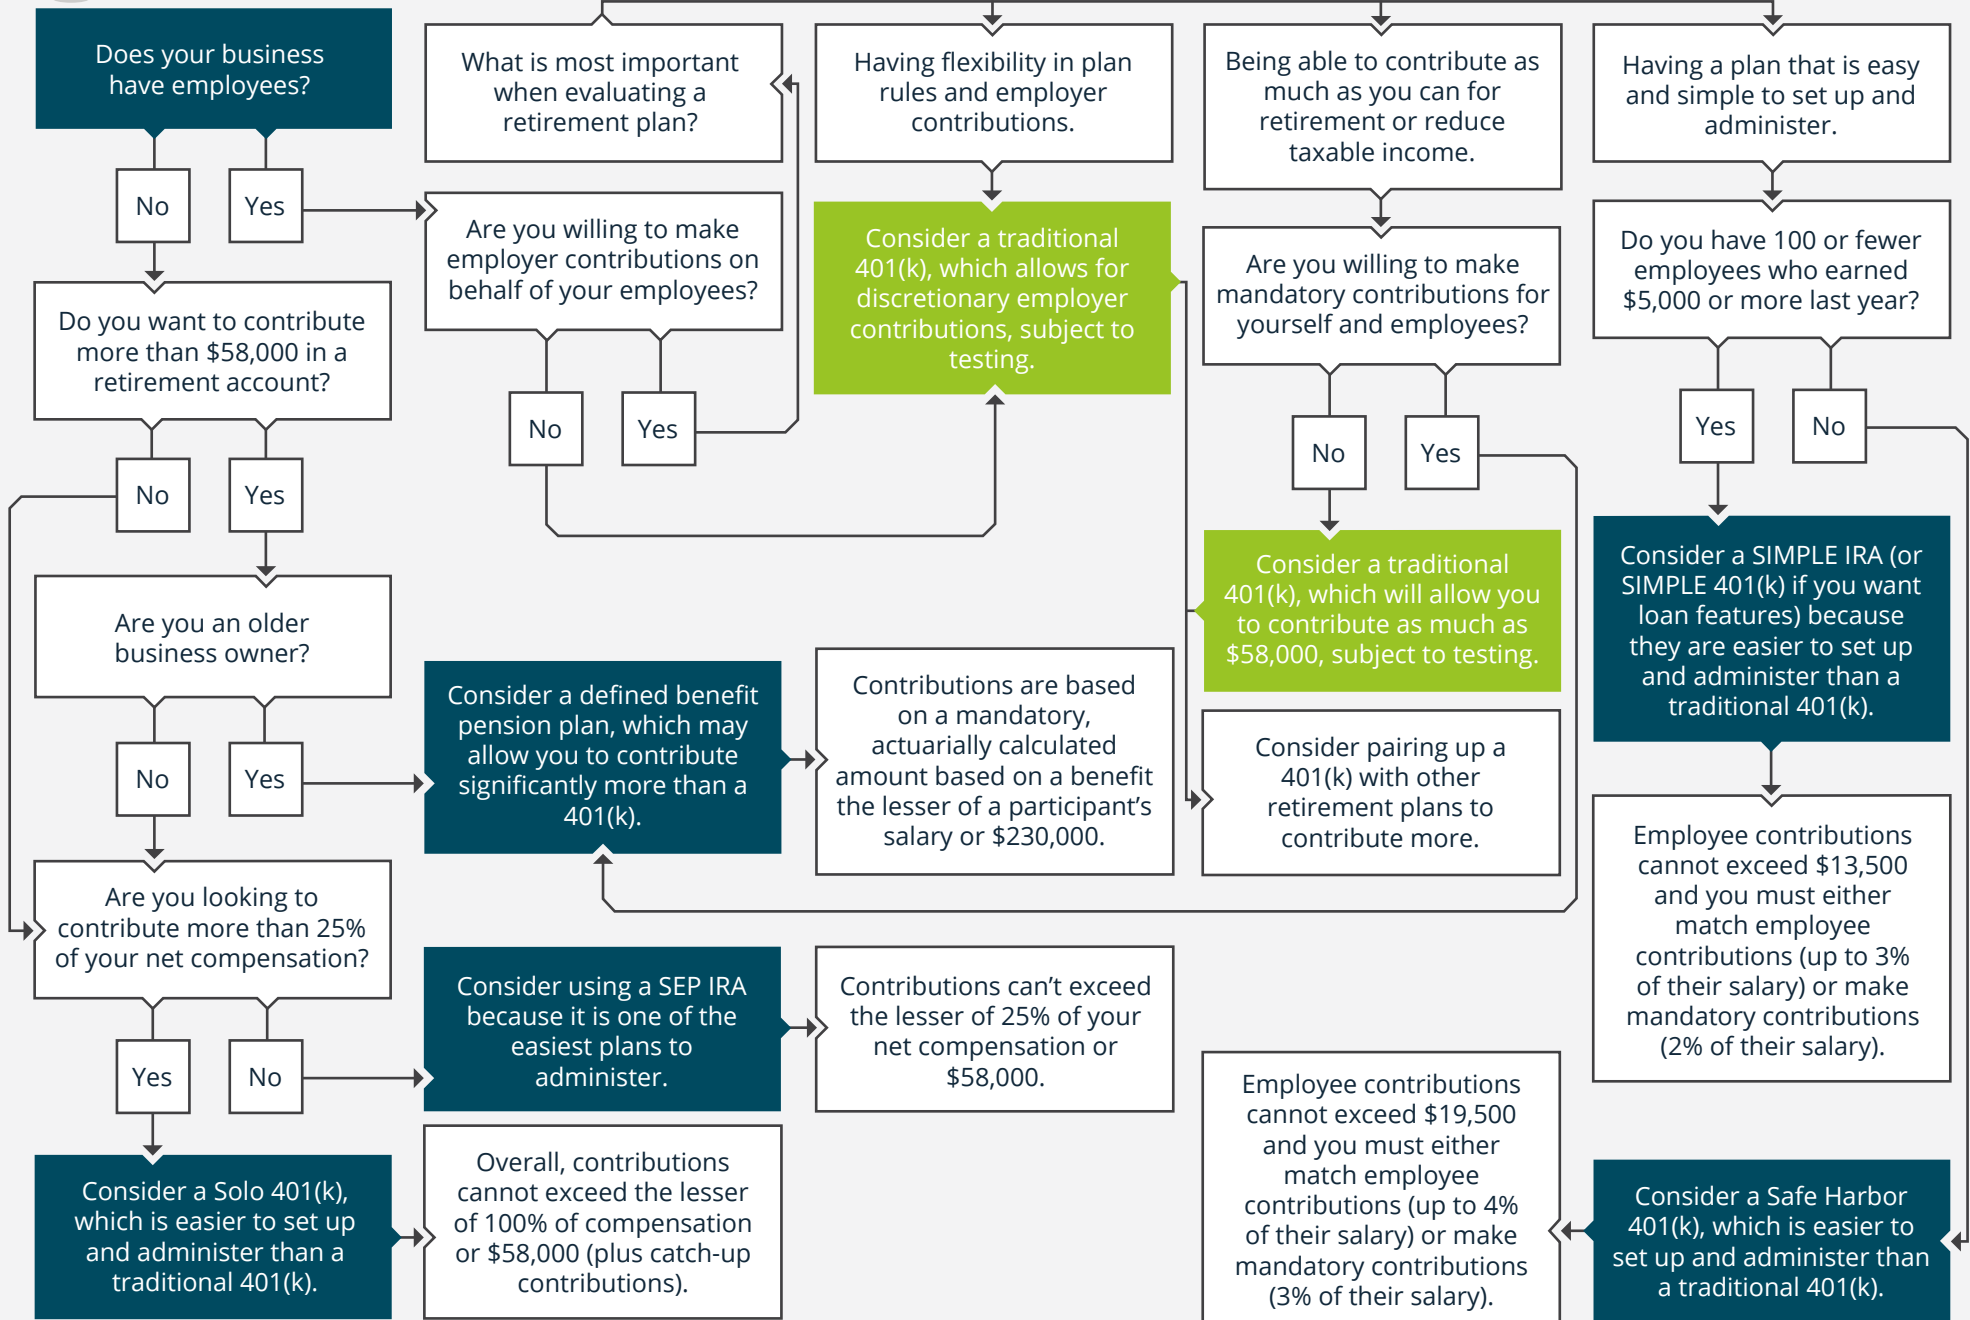 Does your business
have employees?
No
Yes
Do you want to contribute
more than $58,000 in a
retirement account?
No
Yes
Are you an older
business owner?
No
Yes
Are you looking to
contribute more than 25%
of your net compensation?
Yes
No
Consider a Solo 401(k),
which is easier to set up
and administer than a
traditional 401(k).
What is most important
when evaluating a
retirement plan?
Are you willing to make
employer contributions on
behalf of your employees?
No
Yes
Consider a defined benefit
pension plan, which may
allow you to contribute
significantly more than a
401(k).
Consider using a SEP IRA
because it is one of the
easiest plans to
administer.
Overall, contributions
cannot exceed the lesser
of 100% of compensation
or $58,000 (plus catch-up
contributions).
Having flexibility in plan
rules and employer
contributions.
Consider a traditional
401(k), which allows for
discretionary employer
contributions, subject to
testing.
Contributions are based
on a mandatory,
actuarially calculated
amount based on a benefit
the lesser of a participant’s
salary or $230,000.
Contributions can’t exceed
the lesser of 25% of your
net compensation or
$58,000.
Being able to contribute as
much as you can for
retirement or reduce
taxable income.
Are you willing to make
mandatory contributions for
yourself and employees?
No
Yes
Consider a traditional
401(k), which will allow you
to contribute as much as
$58,000, subject to testing.
Consider pairing up a
401(k) with other
retirement plans to
contribute more.
Employee contributions
cannot exceed $19,500
and you must either
match employee
contributions (up to 4%
of their salary) or make
mandatory contributions
(3% of their salary).
Having a plan that is easy
and simple to set up and
administer.
Do you have 100 or fewer
employees who earned
$5,000 or more last year?
Yes
No
Consider a SIMPLE IRA (or
SIMPLE 401(k) if you want
loan features) because
they are easier to set up
and administer than a
traditional 401(k).
Employee contributions
cannot exceed $13,500
and you must either
match employee
contributions (up to 3%
of their salary) or make
mandatory contributions
(2% of their salary).
Consider a Safe Harbor
401(k), which is easier to
set up and administer than
a traditional 401(k).